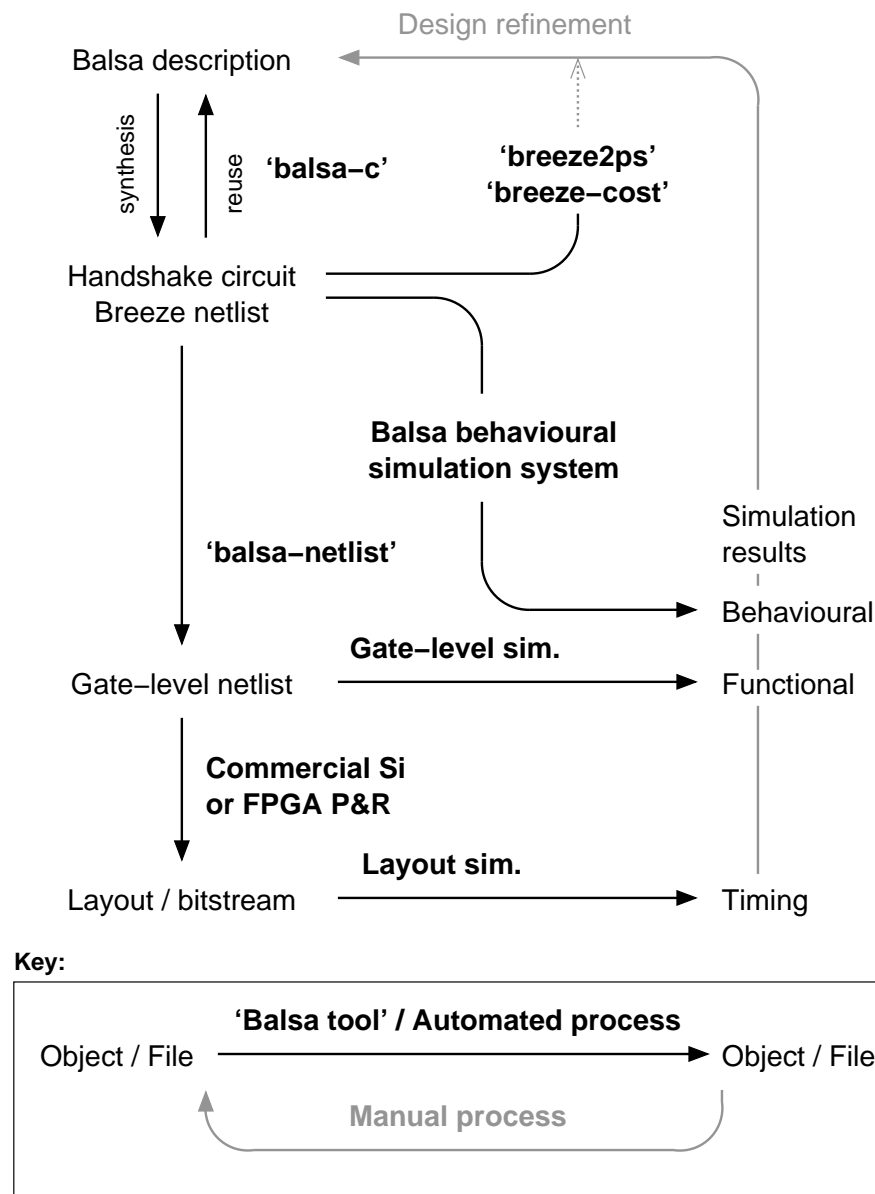 Design refinement
Balsa description
synthesis
reuse
‘balsa−c’
‘breeze2ps’
‘breeze−cost’
Handshake circuit
Breeze netlist
Balsa behavioural
simulation system
Simulation
results
‘balsa−netlist’
Behavioural
Gate−level sim.
Gate−level netlist
Functional
Commercial Si
or FPGA P&R
Layout sim.
Layout / bitstream
Timing
Key:
‘Balsa tool’ / Automated process
Object / File
Object / File
Manual process